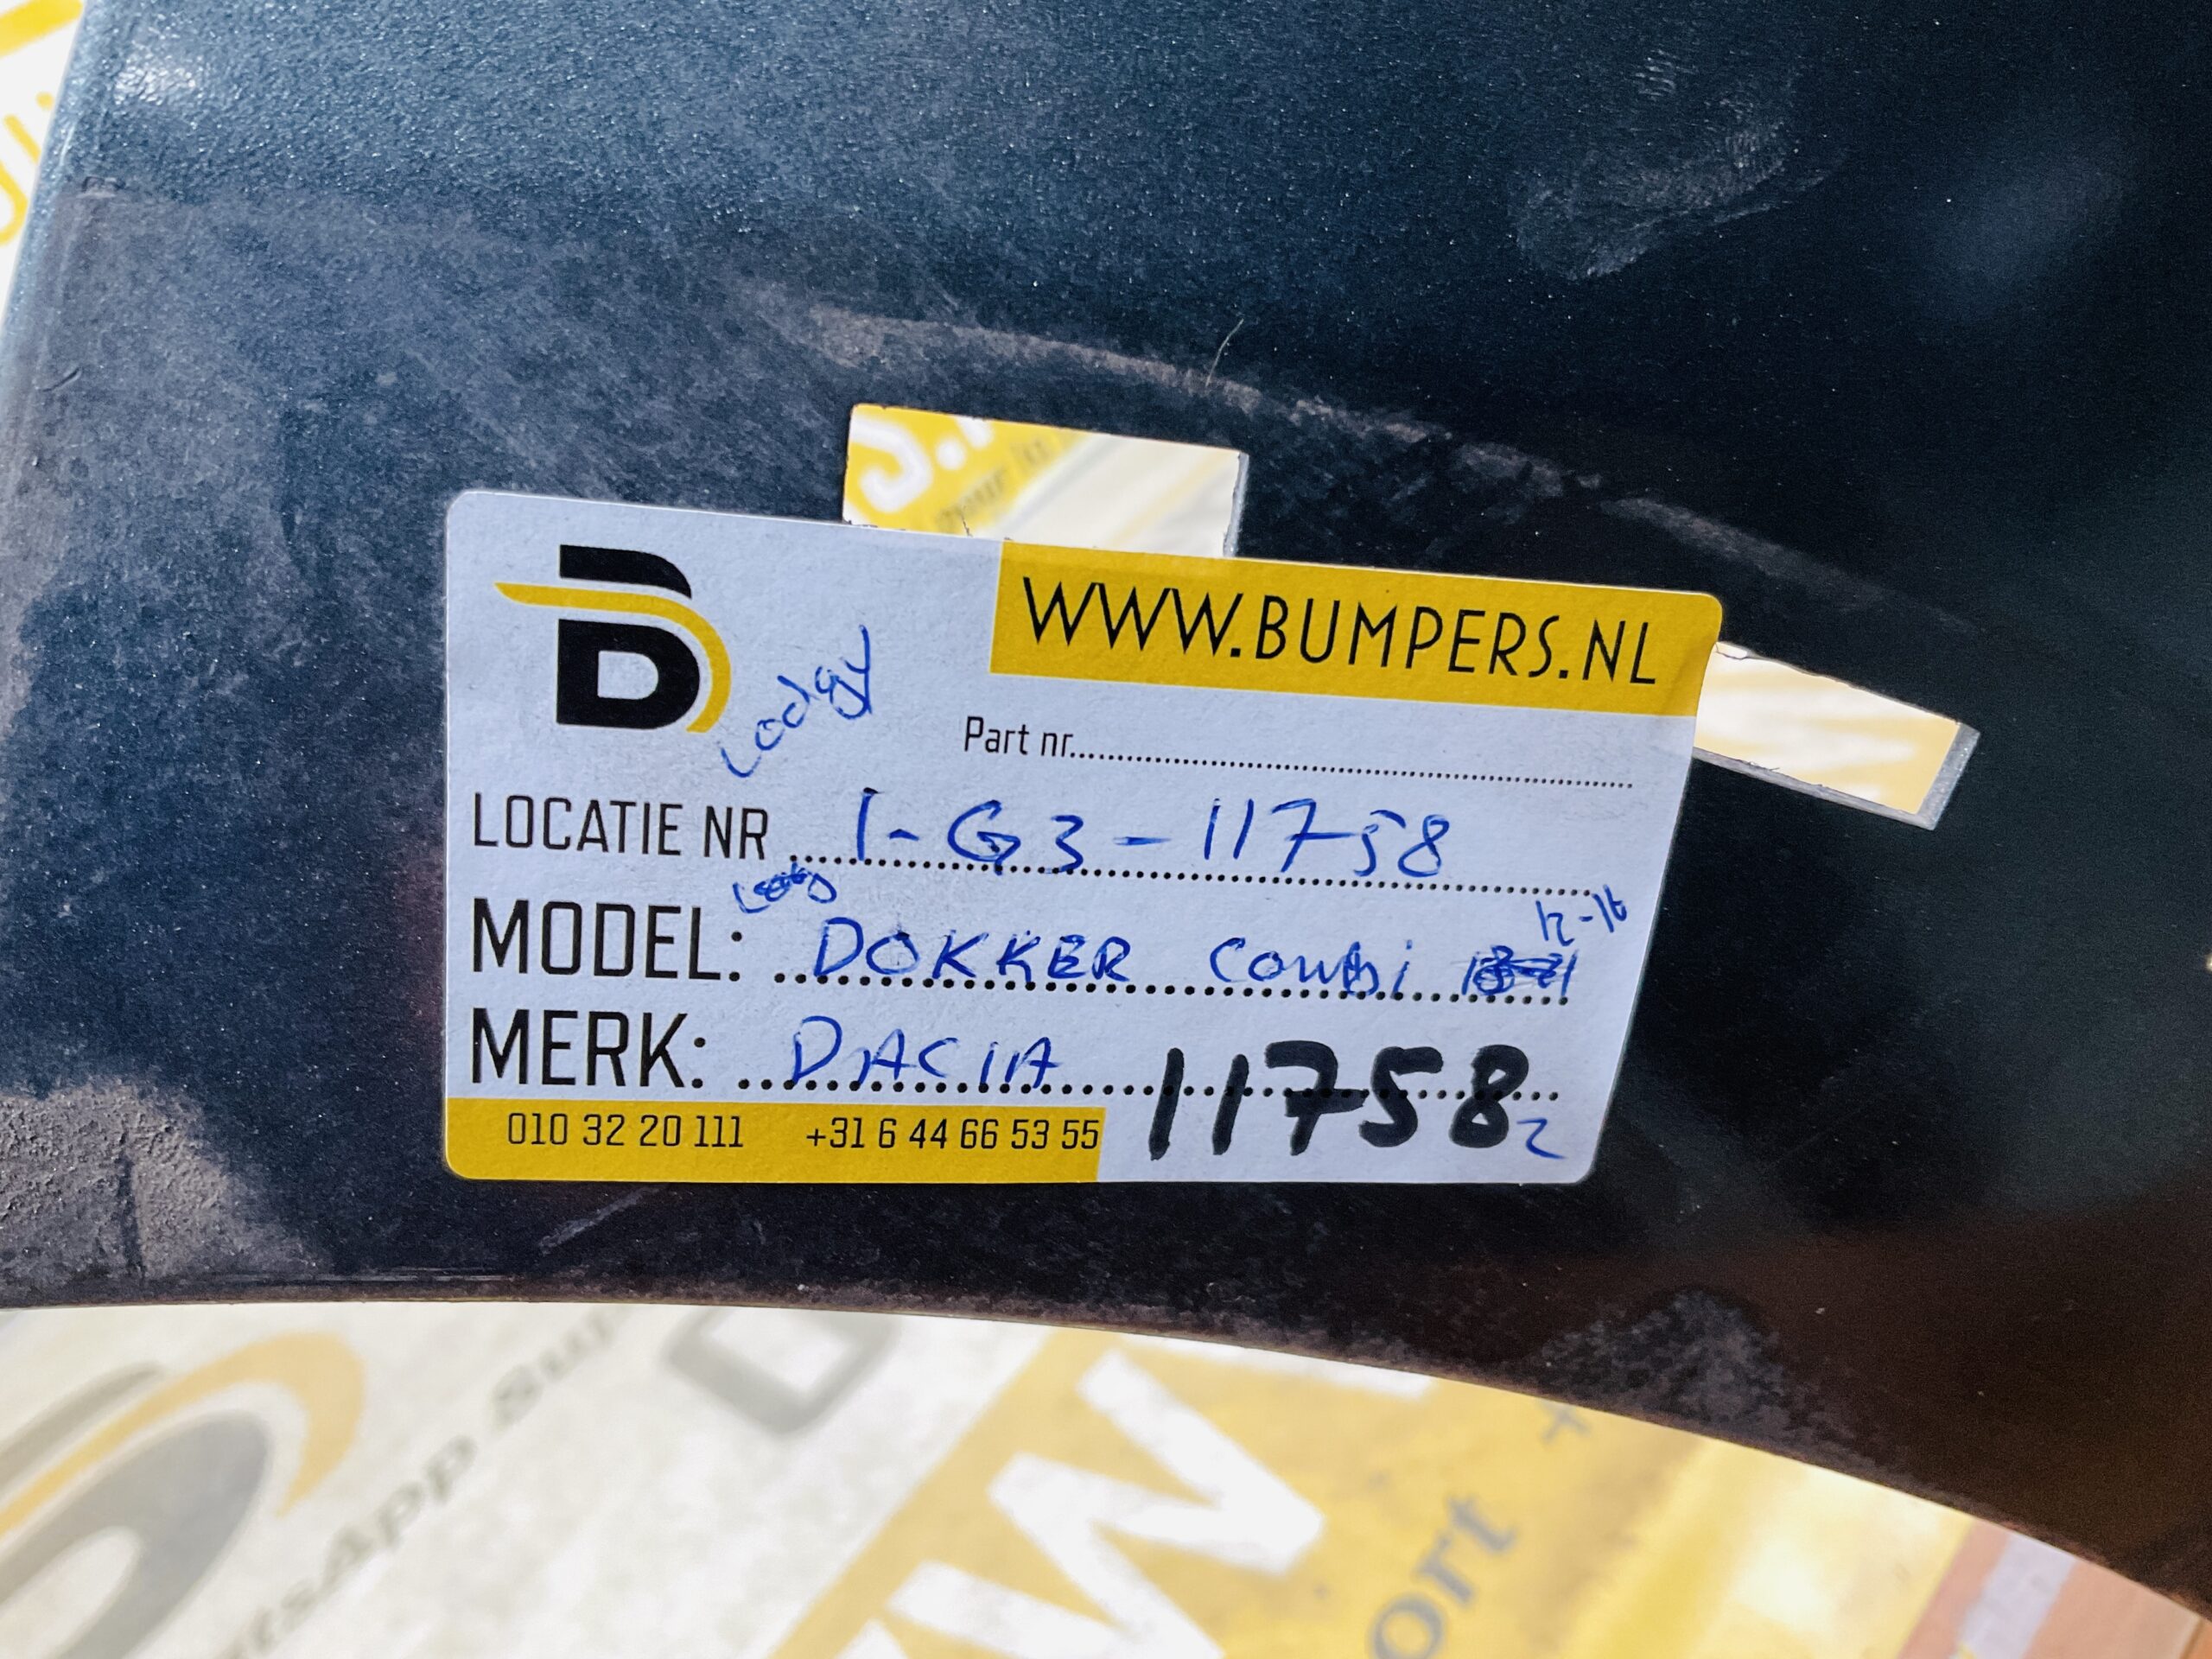 B
WWW.BUMPERS.NL
Lodgy
Part nr.
LOCATIE NR 1-G3-11758
MODEL: DOKKER Combi 12-16
MERK: DACIA
11758 2
010 32 20 111 +31 6 44 66 53 55